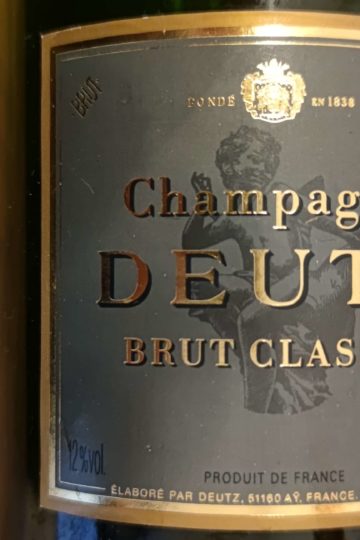 BRUT
FONDÉ EN 1838
Champag
DEUT
BRUT CLAS
12%vol.
PRODUIT DE FRANCE
ÉLABORÉ PAR DEUTZ, 51160 AŸ, FRANCE.